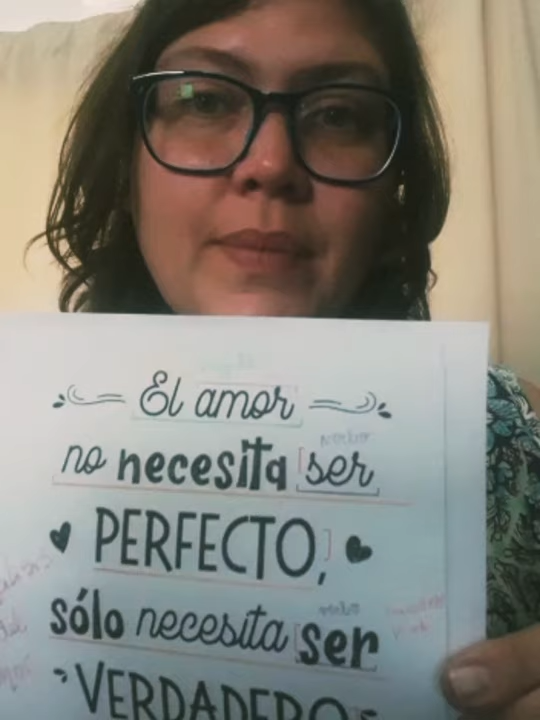 El amor
no necesita ser
PERFECTO,
sólo necesita ser
VERDADERO